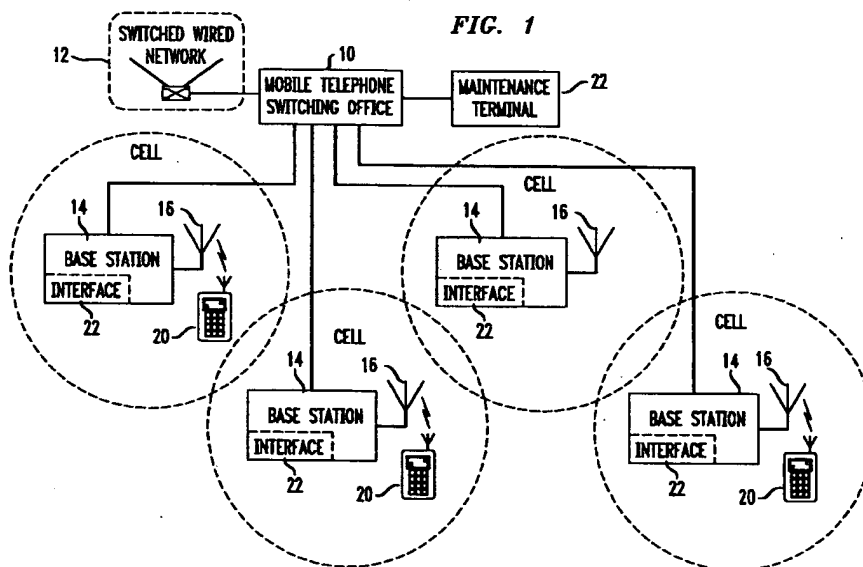 FIG. 1
SWITCHED WIRED
NETWORK
12
10
MOBILE TELEPHONE
SWITCHING OFFICE
MAINTENANCE
TERMINAL
22
CELL
14
16
BASE STATION
INTERFACE
22
20
CELL
14
16
BASE STATION
INTERFACE
22
CELL
14
16
BASE STATION
INTERFACE
22
20
CELL
14
16
BASE STATION
INTERFACE
22
20